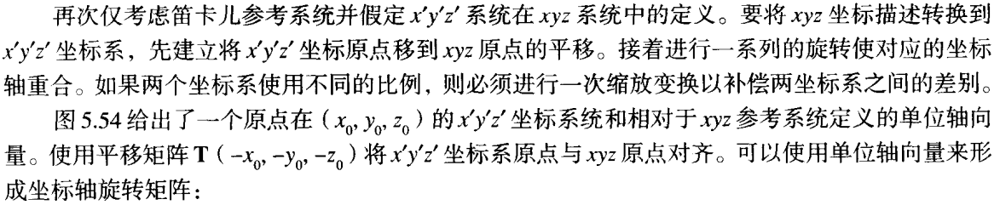 再次仅考虑笛卡儿参考系统并假定 x′y′z′ 系统在 xyz 系统中的定义。要将 xyz 坐标描述转换到
x′y′z′ 坐标系，先建立将 x′y′z′ 坐标原点移到 xyz 原点的平移。接着进行一系列的旋转使对应的坐标
轴重合。如果两个坐标系使用不同的比例，则必须进行一次缩放变换以补偿两坐标系之间的差别。
图 5.54 给出了一个原点在（x₀, y₀, z₀）的 x′y′z′ 坐标系统和相对于 xyz 参考系统定义的单位轴向
量。使用平移矩阵 T（−x₀, −y₀, −z₀）将 x′y′z′ 坐标系原点与 xyz 原点对齐。可以使用单位轴向量来形
成坐标轴旋转矩阵：